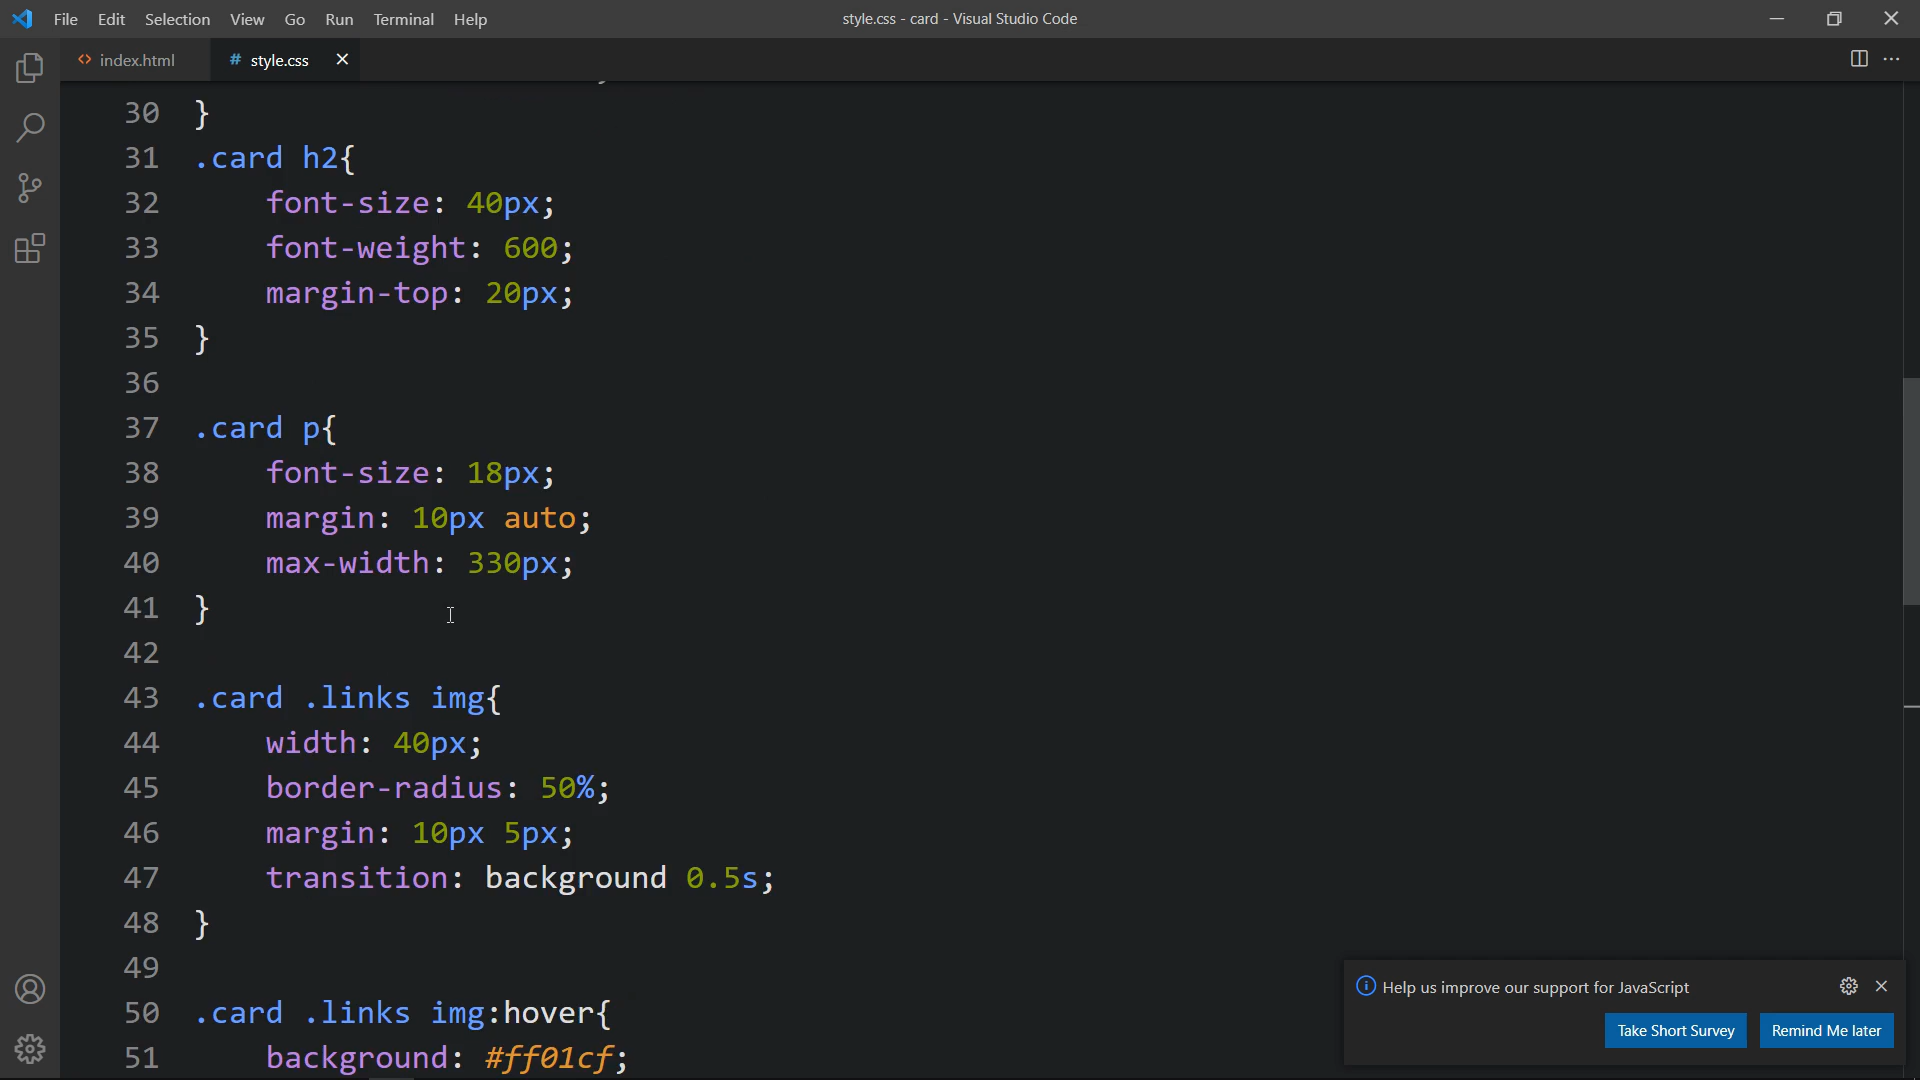 File Edit Selection View Go Run Terminal Help
style.css - card - Visual Studio Code
index.html
# style.css
30 }
31 .card h2{
32 font-size: 40px;
33 font-weight: 600;
34 margin-top: 20px;
35 }
36
37 .card p{
38 font-size: 18px;
39 margin: 10px auto;
40 max-width: 330px;
41 }
42
43 .card .links img{
44 width: 40px;
45 border-radius: 50%;
46 margin: 10px 5px;
47 transition: background 0.5s;
48 }
49
50 .card .links img:hover{
51 background: #ff01cf;
Help us improve our support for JavaScript
Take Short Survey
Remind Me later